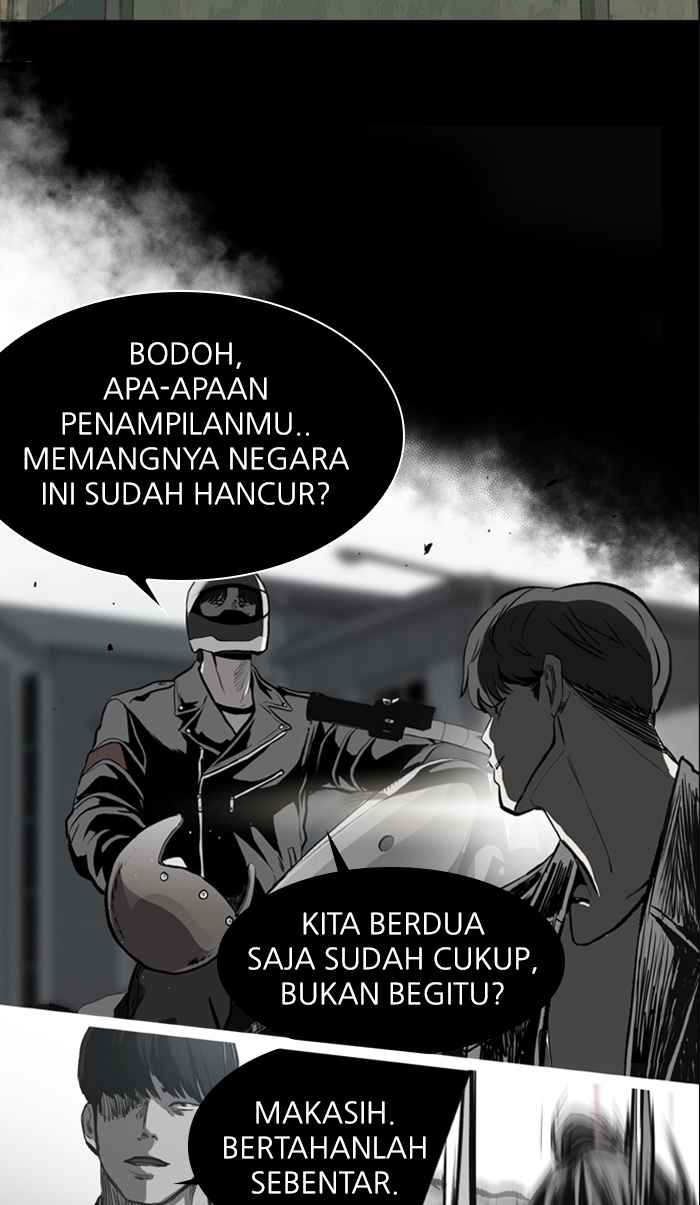 BODOH,
APA-APAAN
PENAMPILANMU..
MEMANGNYA NEGARA
INI SUDAH HANCUR?
KITA BERDUA
SAJA SUDAH CUKUP,
BUKAN BEGITU?
MAKASIH.
BERTAHANLAH
SEBENTAR.